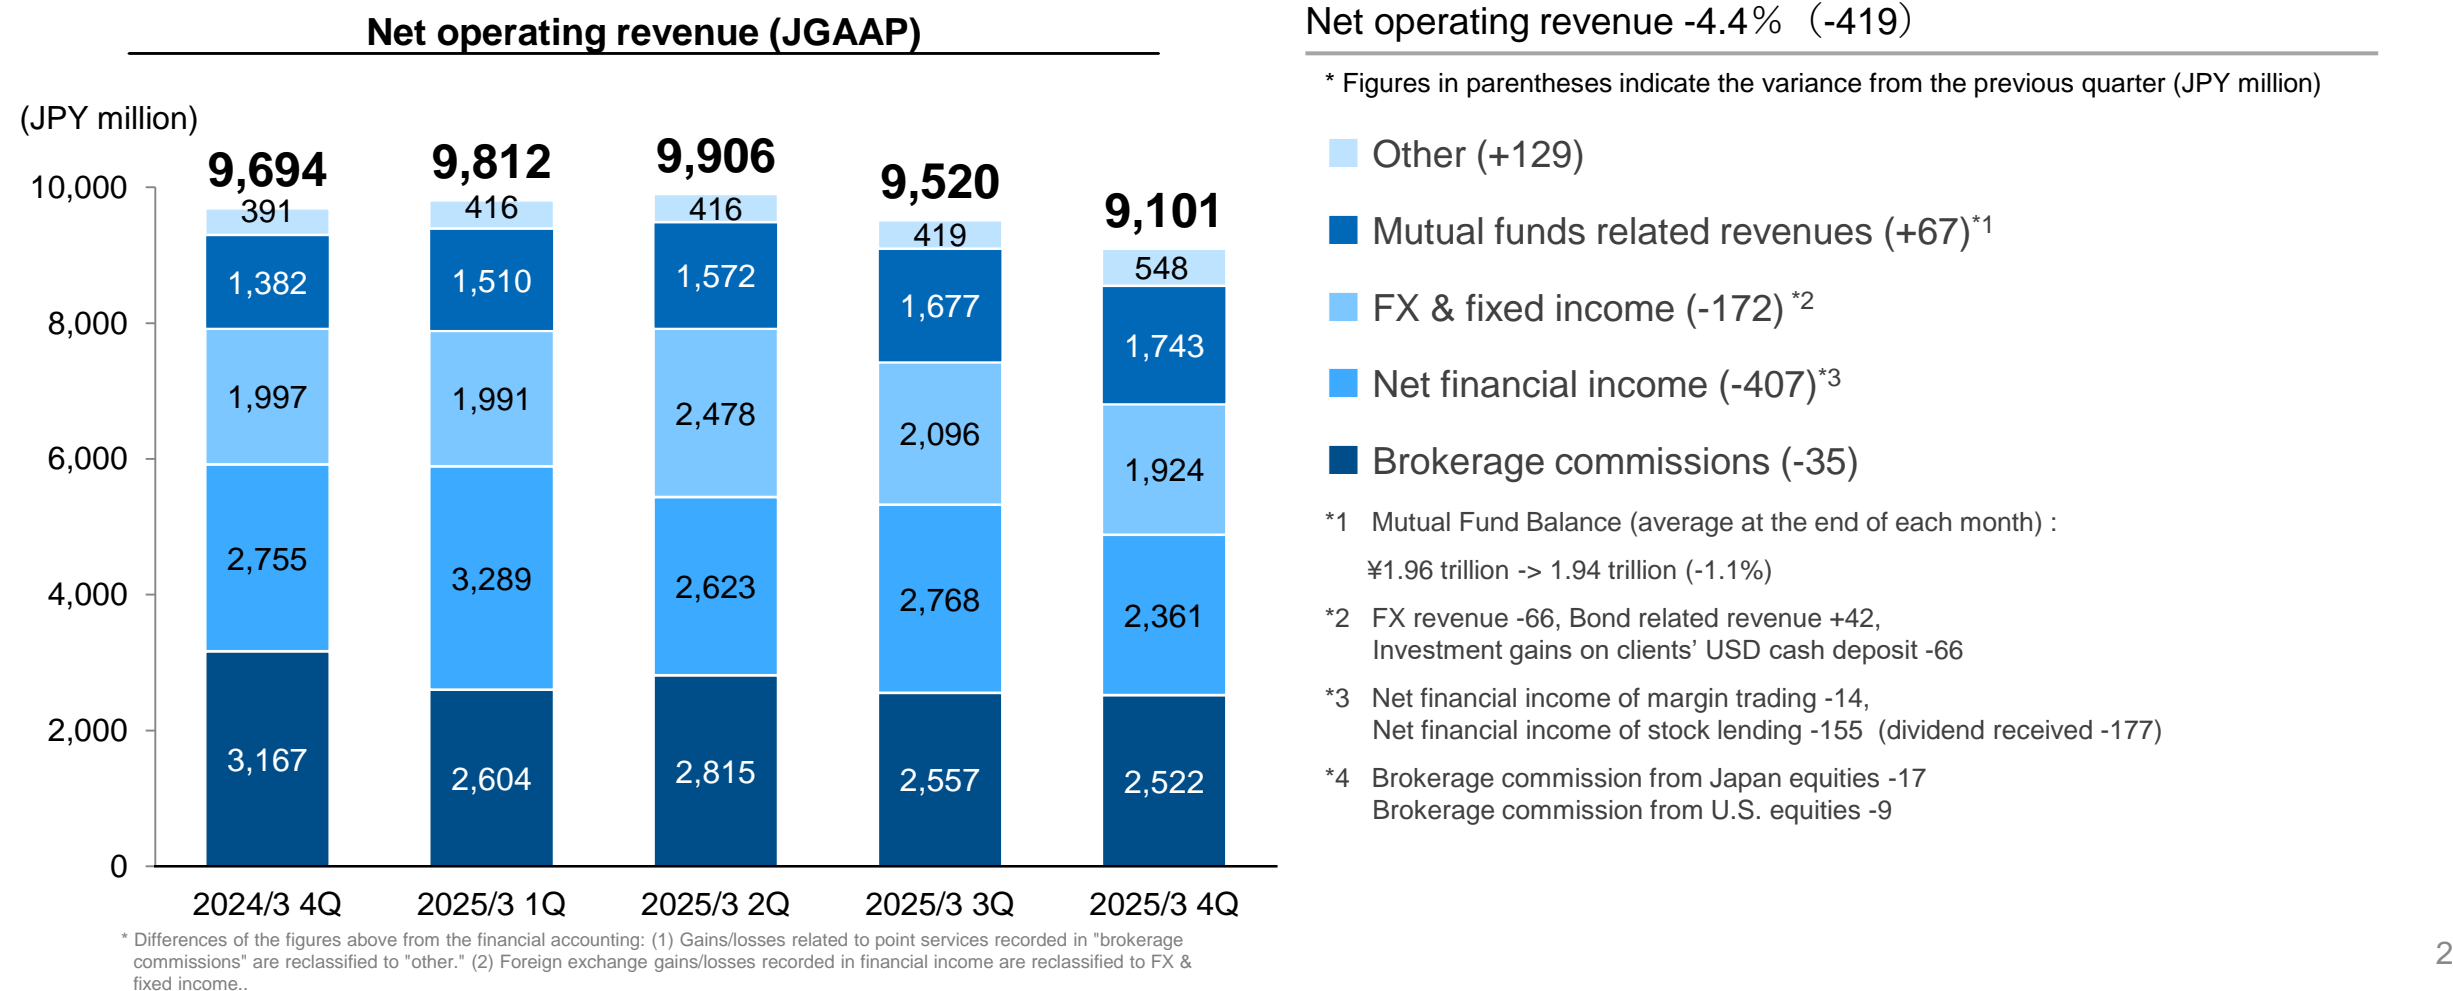 Net operating revenue (JGAAP)
(JPY million)
9,694
9,812
9,906
9,520
9,101
10,000
8,000
6,000
4,000
2,000
0
391
416
416
419
548
1,382
1,510
1,572
1,677
1,743
1,997
1,991
2,478
2,096
1,924
2,755
3,289
2,623
2,768
2,361
3,167
2,604
2,815
2,557
2,522
2024/3 4Q
2025/3 1Q
2025/3 2Q
2025/3 3Q
2025/3 4Q
* Differences of the figures above from the financial accounting: (1) Gains/losses related to point services recorded in "brokerage
commissions" are reclassified to "other." (2) Foreign exchange gains/losses recorded in financial income are reclassified to FX &
fixed income..
Net operating revenue -4.4%（-419）
* Figures in parentheses indicate the variance from the previous quarter (JPY million)
Other (+129)
Mutual funds related revenues (+67)*1
FX & fixed income (-172) *2
Net financial income (-407)*3
Brokerage commissions (-35)
*1 Mutual Fund Balance (average at the end of each month) :
¥1.96 trillion -> 1.94 trillion (-1.1%)
*2 FX revenue -66, Bond related revenue +42,
Investment gains on clients’ USD cash deposit -66
*3 Net financial income of margin trading -14,
Net financial income of stock lending -155 (dividend received -177)
*4 Brokerage commission from Japan equities -17
Brokerage commission from U.S. equities -9
2